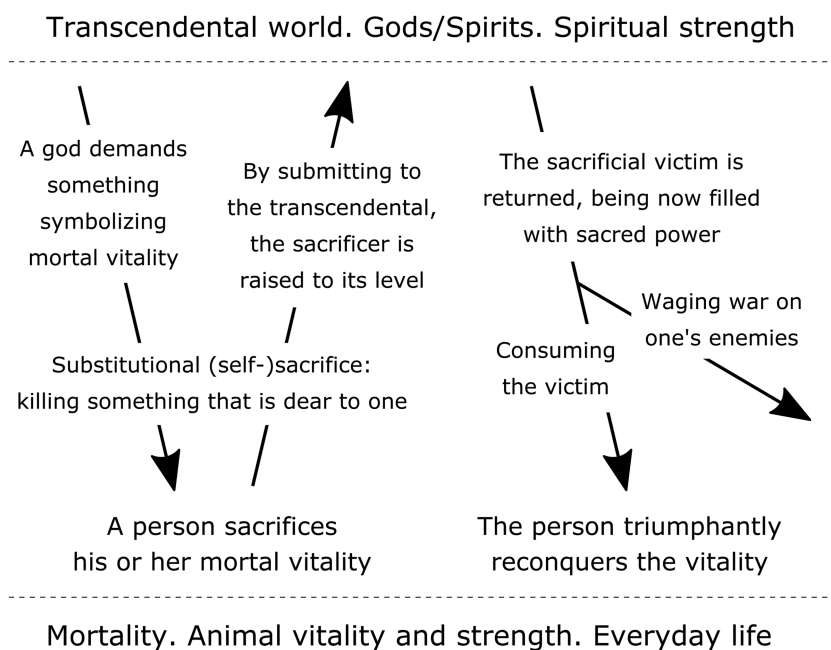 Transcendental world. Gods/Spirits. Spiritual strength
A god demands
something
symbolizing
mortal vitality
By submitting to
the transcendental,
the sacrificer is
raised to its level
Substitutional (self-)sacrifice:
killing something that is dear to one
A person sacrifices
his or her mortal vitality
The sacrificial victim is
returned, being now filled
with sacred power
Waging war on
one's enemies
Consuming
the victim
The person triumphantly
reconquers the vitality
Mortality. Animal vitality and strength. Everyday life